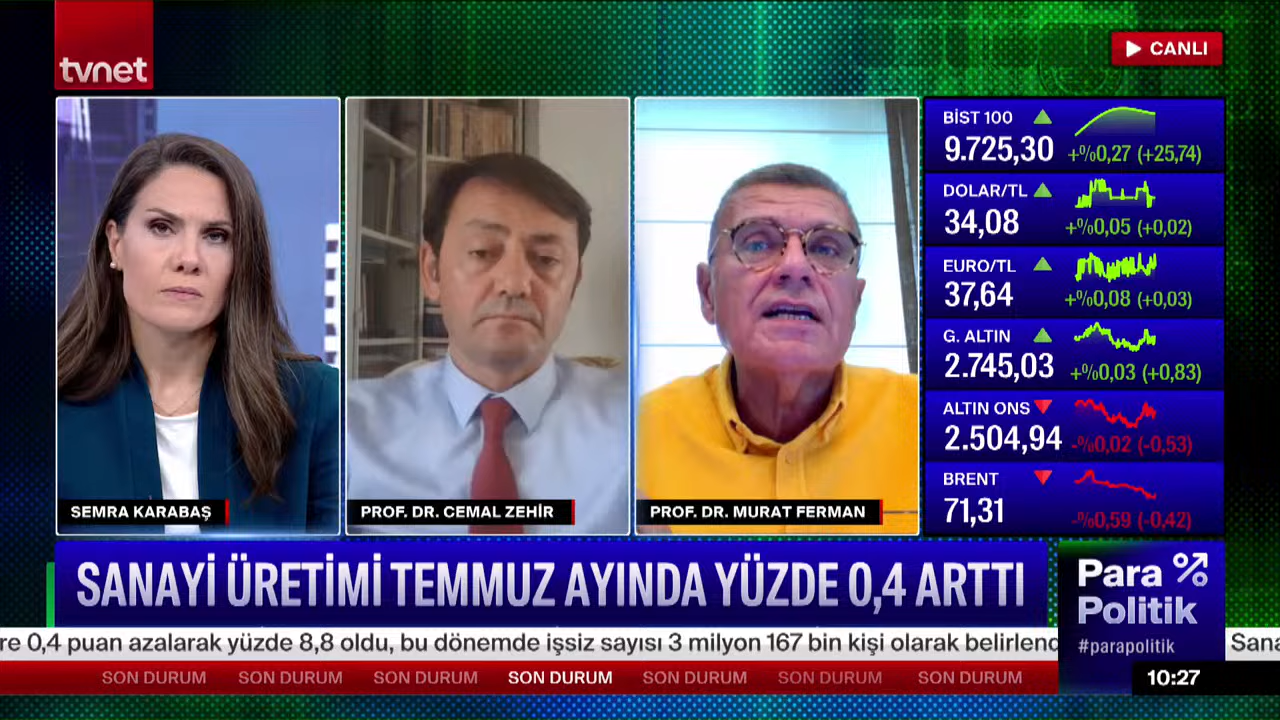 tvnet
CANLI
BİST 100
9.725,30
+%0,27 (+25,74)
DOLAR/TL
34,08
+%0,05 (+0,02)
EURO/TL
37,64
+%0,08 (+0,03)
G. ALTIN
2.745,03
+%0,03 (+0,83)
ALTIN ONS
2.504,94
-%0,02 (-0,53)
BRENT
71,31
-%0,59 (-0,42)
SEMRA KARABAŞ
PROF. DR. CEMAL ZEHİR
PROF. DR. MURAT FERMAN
SANAYİ ÜRETİMİ TEMMUZ AYINDA YÜZDE 0,4 ARTTI
Para %
Politik
#parapolitik
re 0,4 puan azalarak yüzde 8,8 oldu, bu dönemde işsiz sayısı 3 milyon 167 bin kişi olarak belirlend
Sana
SON DURUM SON DURUM SON DURUM SON DURUM SON DURUM SON DURUM SON DURUM
10:27